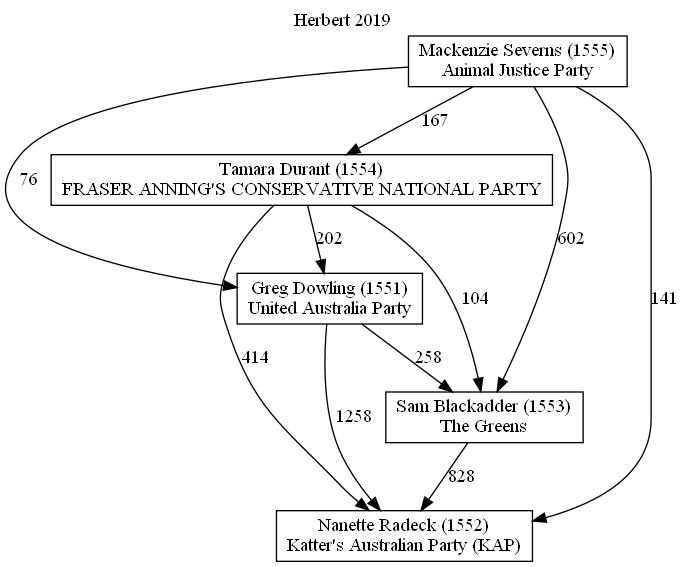 Herbert 2019
Mackenzie Severns (1555)
Animal Justice Party
167
76
Tamara Durant (1554)
FRASER ANNING'S CONSERVATIVE NATIONAL PARTY
202
602
Greg Dowling (1551)
United Australia Party
104
141
414
258
Sam Blackadder (1553)
The Greens
1258
828
Nanette Radeck (1552)
Katter's Australian Party (KAP)